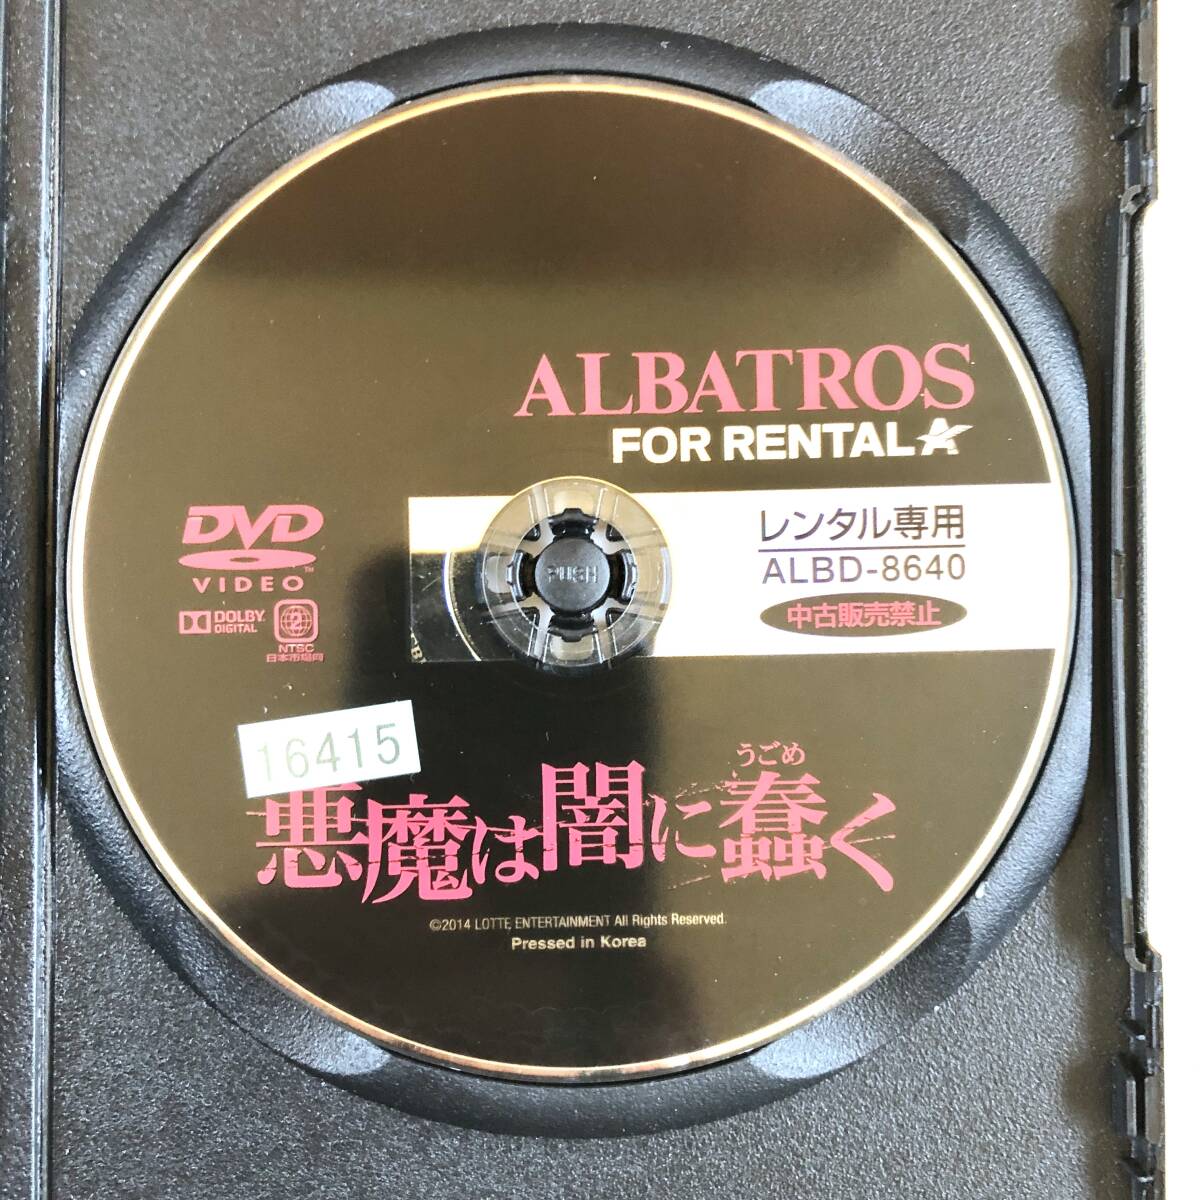 ALBATROS
FOR RENTAL
DVD
VIDEO
TM
DOLBY
DIGITAL
2
NTSC
日本市場向
PUSH
レンタル専用
ALBD-8640
中古販売禁止
16415
うごめ
悪魔は闇に蠢く
©2014 LOTTE ENTERTAINMENT All Rights Reserved.
Pressed in Korea